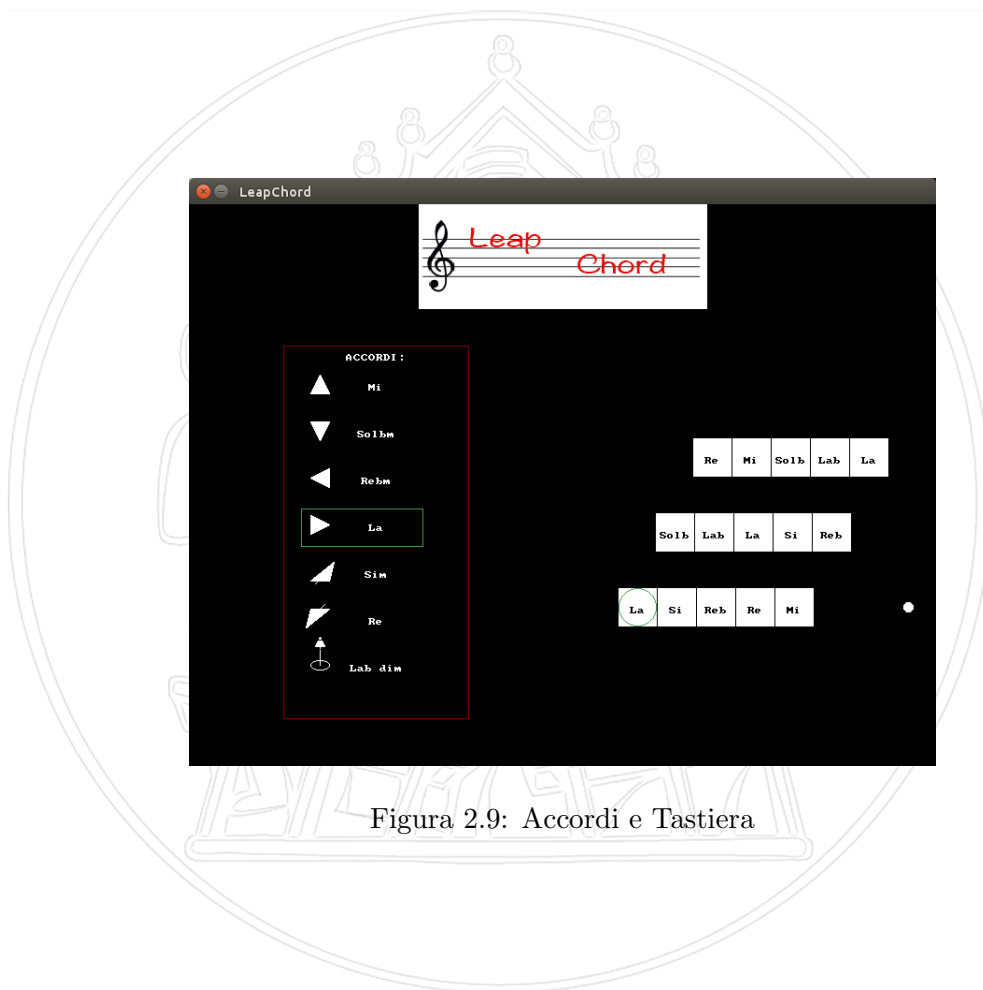 LeapChord
Leap
Chord
ACCORDI:
Mi
Solbm
Rebm
La
Sim
Re
Lab dim
Re Mi Solb Lab La
Solb Lab La Si Reb
La Si Reb Re Mi
Figura 2.9: Accordi e Tastiera